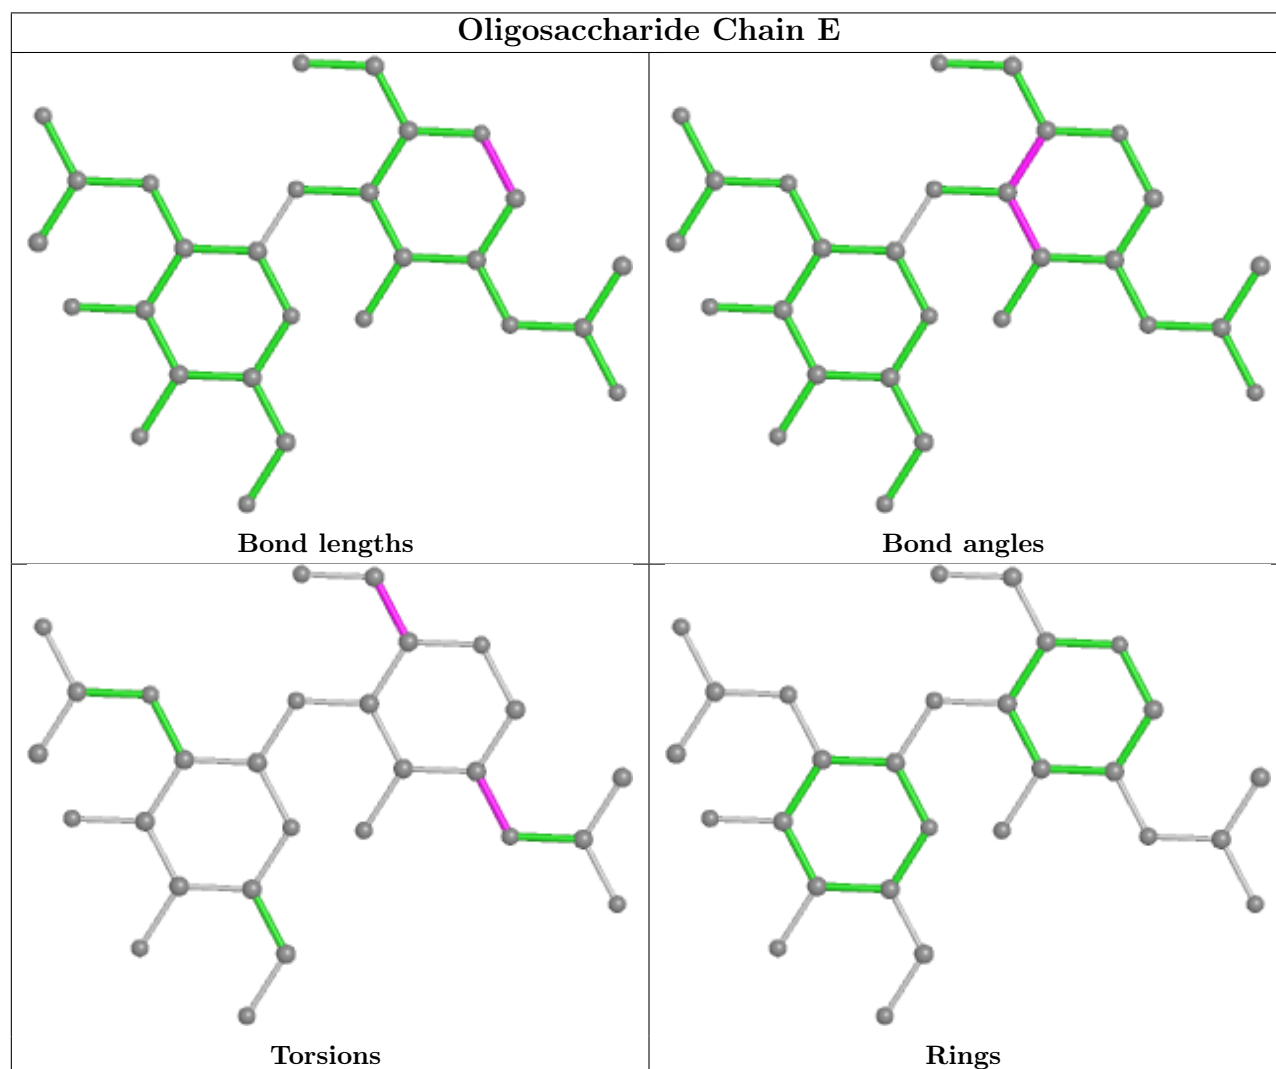 Oligosaccharide Chain E
Bond lengths
Bond angles
Torsions
Rings